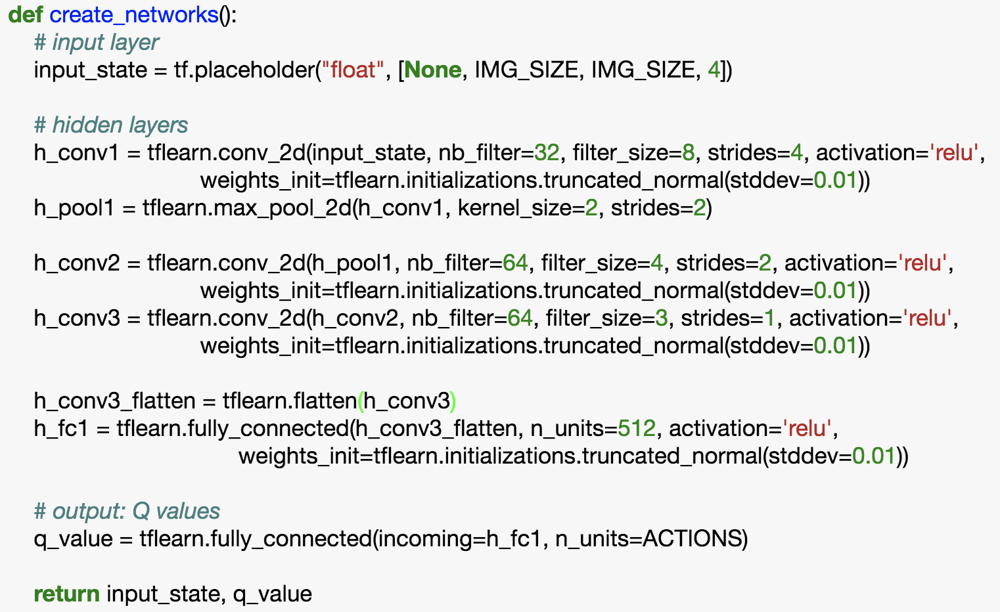 def create_networks():
    # input layer
    input_state = tf.placeholder("float", [None, IMG_SIZE, IMG_SIZE, 4])

    # hidden layers
    h_conv1 = tflearn.conv_2d(input_state, nb_filter=32, filter_size=8, strides=4, activation='relu',
                              weights_init=tflearn.initializations.truncated_normal(stddev=0.01))
    h_pool1 = tflearn.max_pool_2d(h_conv1, kernel_size=2, strides=2)

    h_conv2 = tflearn.conv_2d(h_pool1, nb_filter=64, filter_size=4, strides=2, activation='relu',
                              weights_init=tflearn.initializations.truncated_normal(stddev=0.01))
    h_conv3 = tflearn.conv_2d(h_conv2, nb_filter=64, filter_size=3, strides=1, activation='relu',
                              weights_init=tflearn.initializations.truncated_normal(stddev=0.01))

    h_conv3_flatten = tflearn.flatten(h_conv3)
    h_fc1 = tflearn.fully_connected(h_conv3_flatten, n_units=512, activation='relu',
                                    weights_init=tflearn.initializations.truncated_normal(stddev=0.01))

    # output: Q values
    q_value = tflearn.fully_connected(incoming=h_fc1, n_units=ACTIONS)

    return input_state, q_value